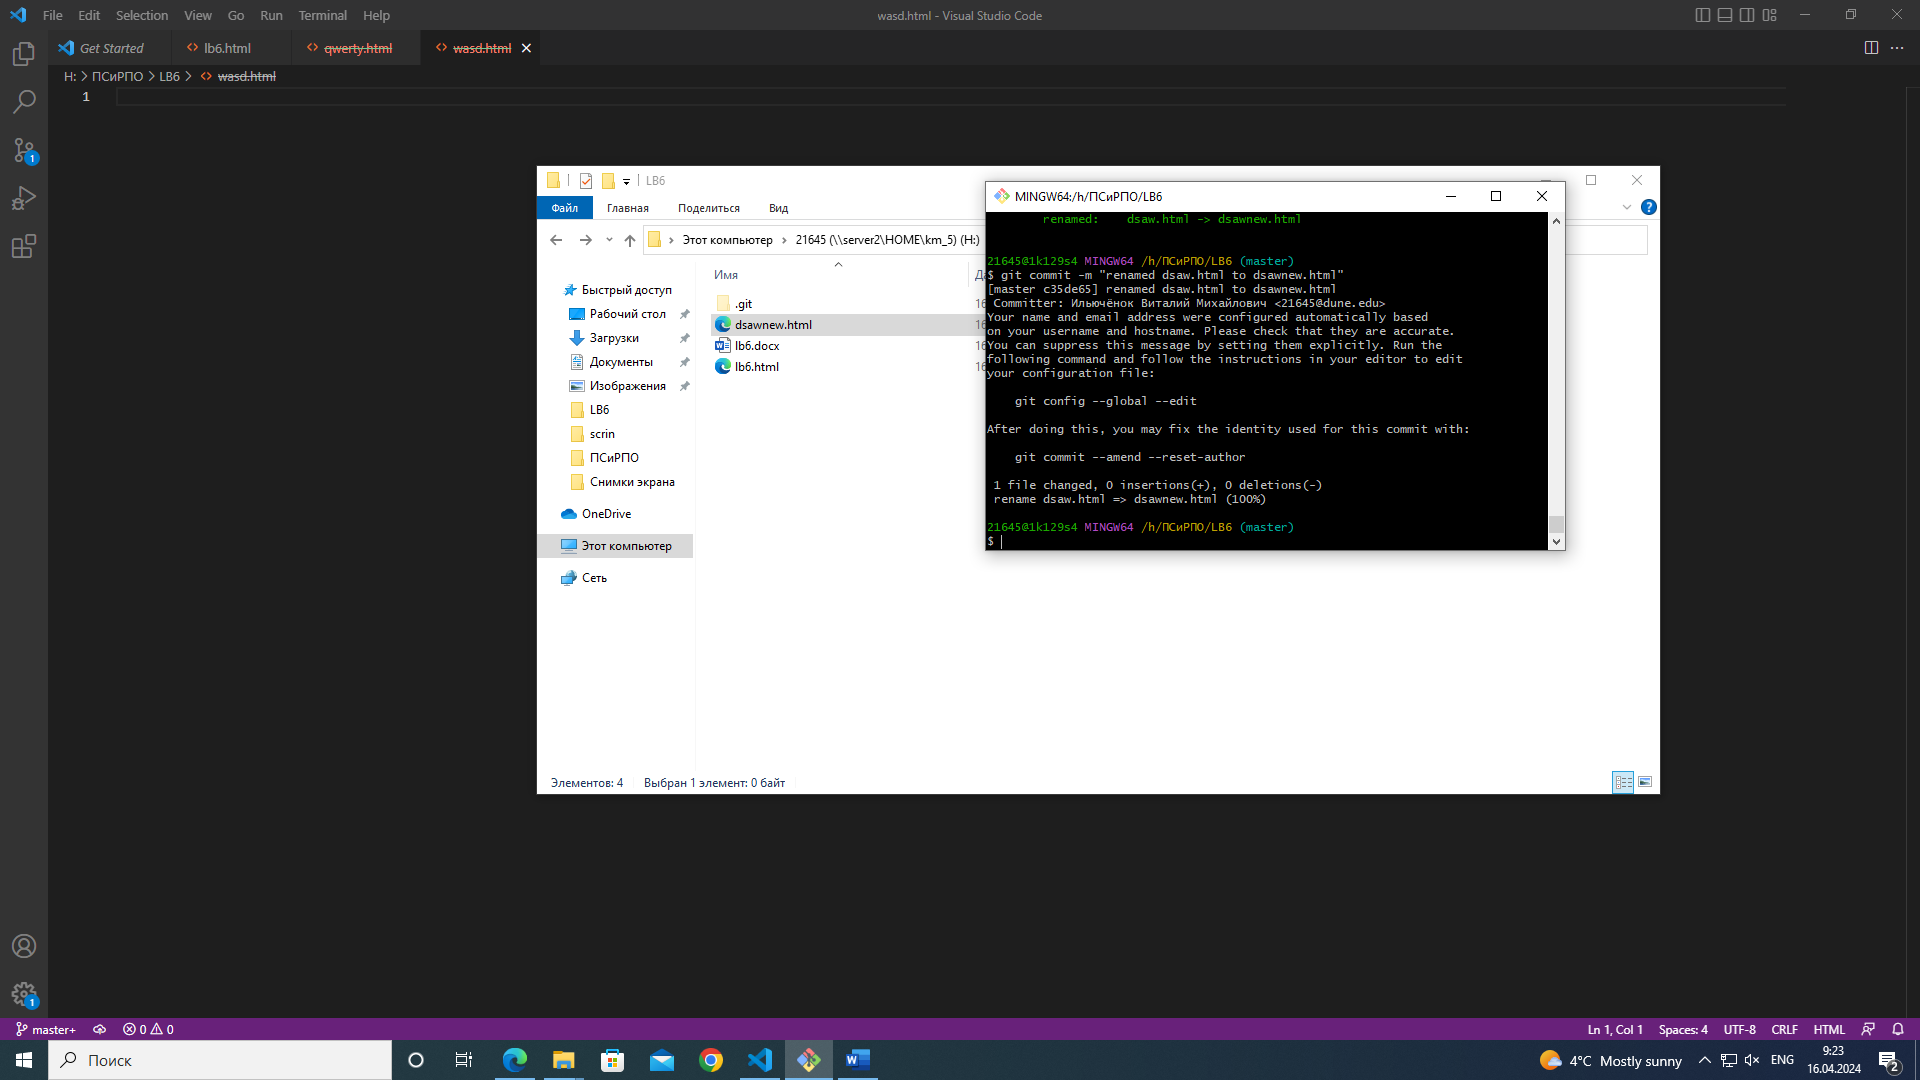 File Edit Selection View Go Run Terminal Help
wasd.html - Visual Studio Code
Get Started
lb6.html
qwerty.html
wasd.html
H: > ПСиРПО > LB6 > wasd.html
1
1
LB6
Файл Главная Поделиться Вид
Этот компьютер > 21645 (\\server2\HOME\km_5) (H:)
Имя
Быстрый доступ
Рабочий стол
Загрузки
Документы
Изображения
LB6
scrin
ПСиРПО
Снимки экрана
OneDrive
Этот компьютер
Сеть
.git
dsawnew.html
lb6.docx
lb6.html
Элементов: 4 Выбран 1 элемент: 0 байт
MINGW64:/h/ПСиРПО/LB6
renamed: dsaw.html -> dsawnew.html
21645@1k129s4 MINGW64 /h/ПСиРПО/LB6 (master)
$ git commit -m "renamed dsaw.html to dsawnew.html"
[master c35de65] renamed dsaw.html to dsawnew.html
Committer: Ильючёнок Виталий Михайлович <21645@dune.edu>
Your name and email address were configured automatically based
on your username and hostname. Please check that they are accurate.
You can suppress this message by setting them explicitly. Run the
following command and follow the instructions in your editor to edit
your configuration file:
git config --global --edit
After doing this, you may fix the identity used for this commit with:
git commit --amend --reset-author
1 file changed, 0 insertions(+), 0 deletions(-)
rename dsaw.html => dsawnew.html (100%)
21645@1k129s4 MINGW64 /h/ПСиРПО/LB6 (master)
$
1
master+ 0 0
Ln 1, Col 1 Spaces: 4 UTF-8 CRLF HTML
Поиск
4°C Mostly sunny
ENG
9:23
16.04.2024
2